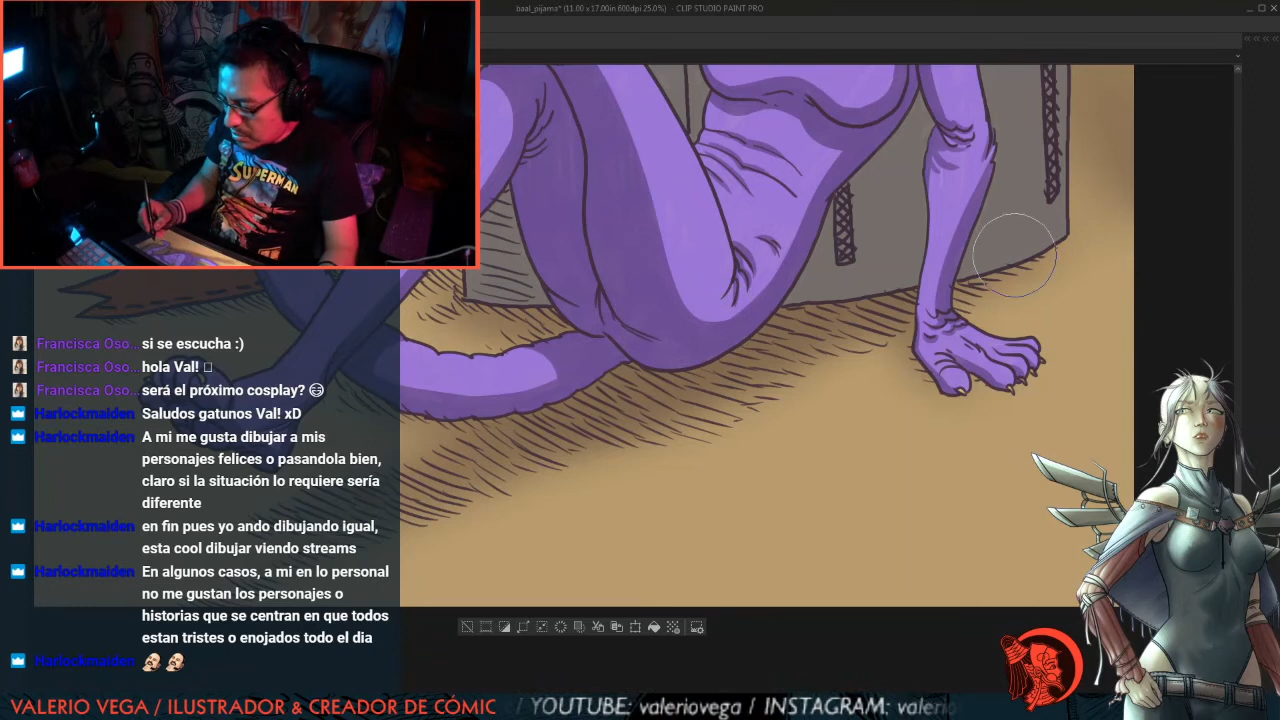 baal_pijama* (11.00 x 17.00in 600dpi 25.0%) - CLIP STUDIO PAINT PRO
SUPERMAN
Francisca Oso... si se escucha :)
Francisca Oso... hola Val!
Francisca Oso... será el próximo cosplay? 😷
Harlockmaiden Saludos gatunos Val! xD
Harlockmaiden A mi me gusta dibujar a mis
personajes felices o pasandola bien,
claro si la situación lo requiere sería
diferente
Harlockmaiden en fin pues yo ando dibujando igual,
esta cool dibujar viendo streams
Harlockmaiden En algunos casos, a mi en lo personal
no me gustan los personajes o
historias que se centran en que todos
estan tristes o enojados todo el dia
Harlockmaiden
VALERIO VEGA / ILUSTRADOR & CREADOR DE CÓMIC / YOUTUBE: valeriovega / INSTAGRAM: valerio